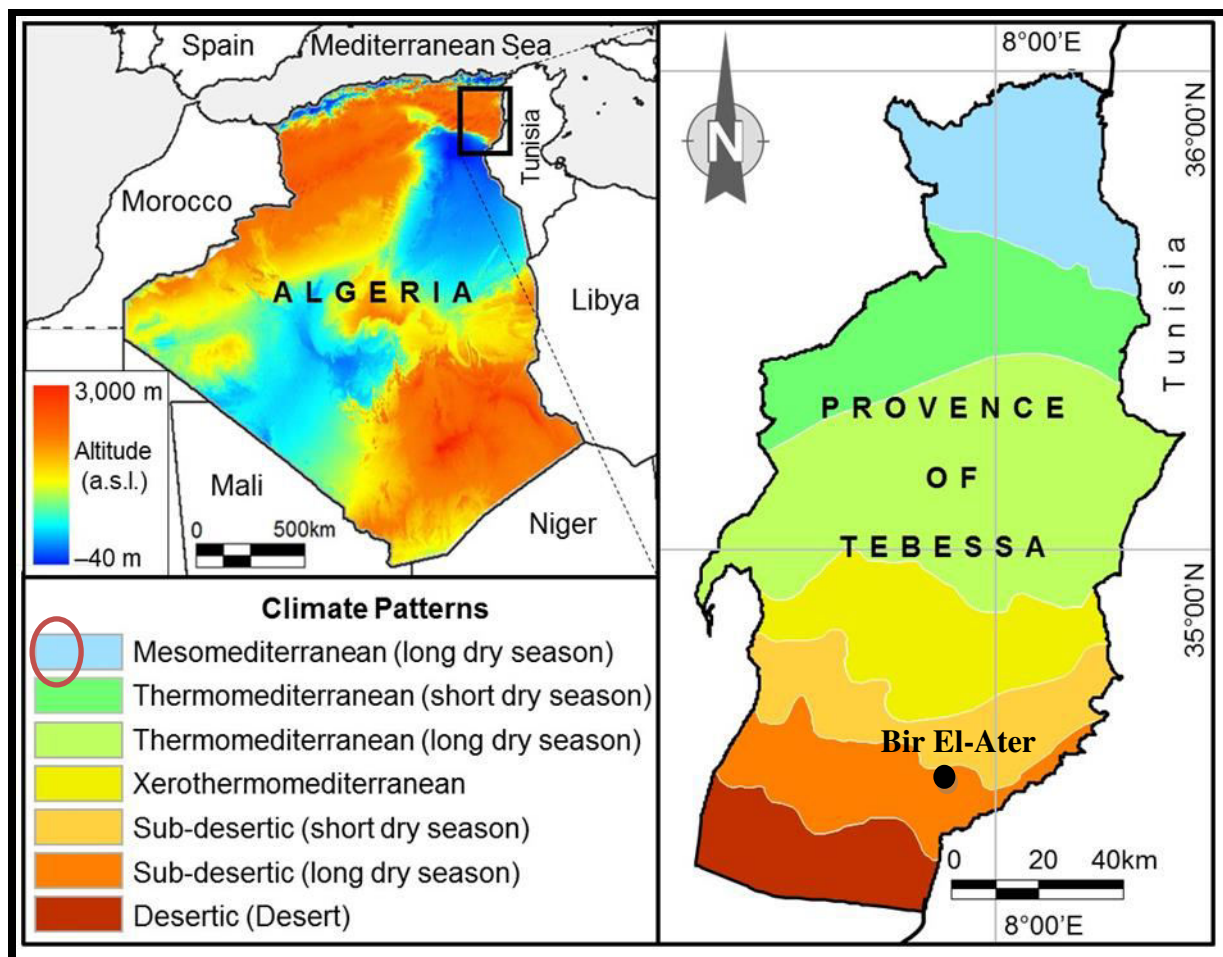 Spain
Mediterranean Sea
Tunisia
Morocco
ALGERIA
Libya
3,000 m
Altitude
(a.s.l.)
–40 m
Mali
Niger
0 500km
Climate Patterns
Mesomediterranean (long dry season)
Thermomediterranean (short dry season)
Thermomediterranean (long dry season)
Xerothermomediterranean
Sub-desertic (short dry season)
Sub-desertic (long dry season)
Desertic (Desert)
8°00'E
N
36°00'N
Tunisia
PROVENCE
OF
TEBESSA
35°00'N
Bir El-Ater
0 20 40km
8°00'E